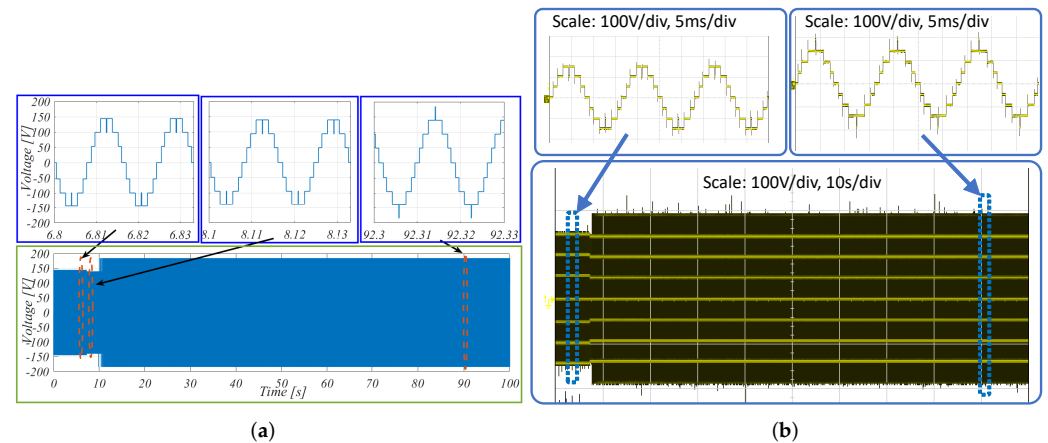 Scale: 100V/div, 5ms/div
Scale: 100V/div, 5ms/div
Voltage [V]
200
150
100
50
0
-50
-100
-150
-200
6.8 6.81 6.82 6.83
8.1 8.11 8.12 8.13
92.3 92.31 92.32 92.33
Scale: 100V/div, 10s/div
Voltage [V]
200
150
100
50
0
-50
-100
-150
-200
0 10 20 30 40 50 60 70 80 90 100
Time [s]
(a)
(b)